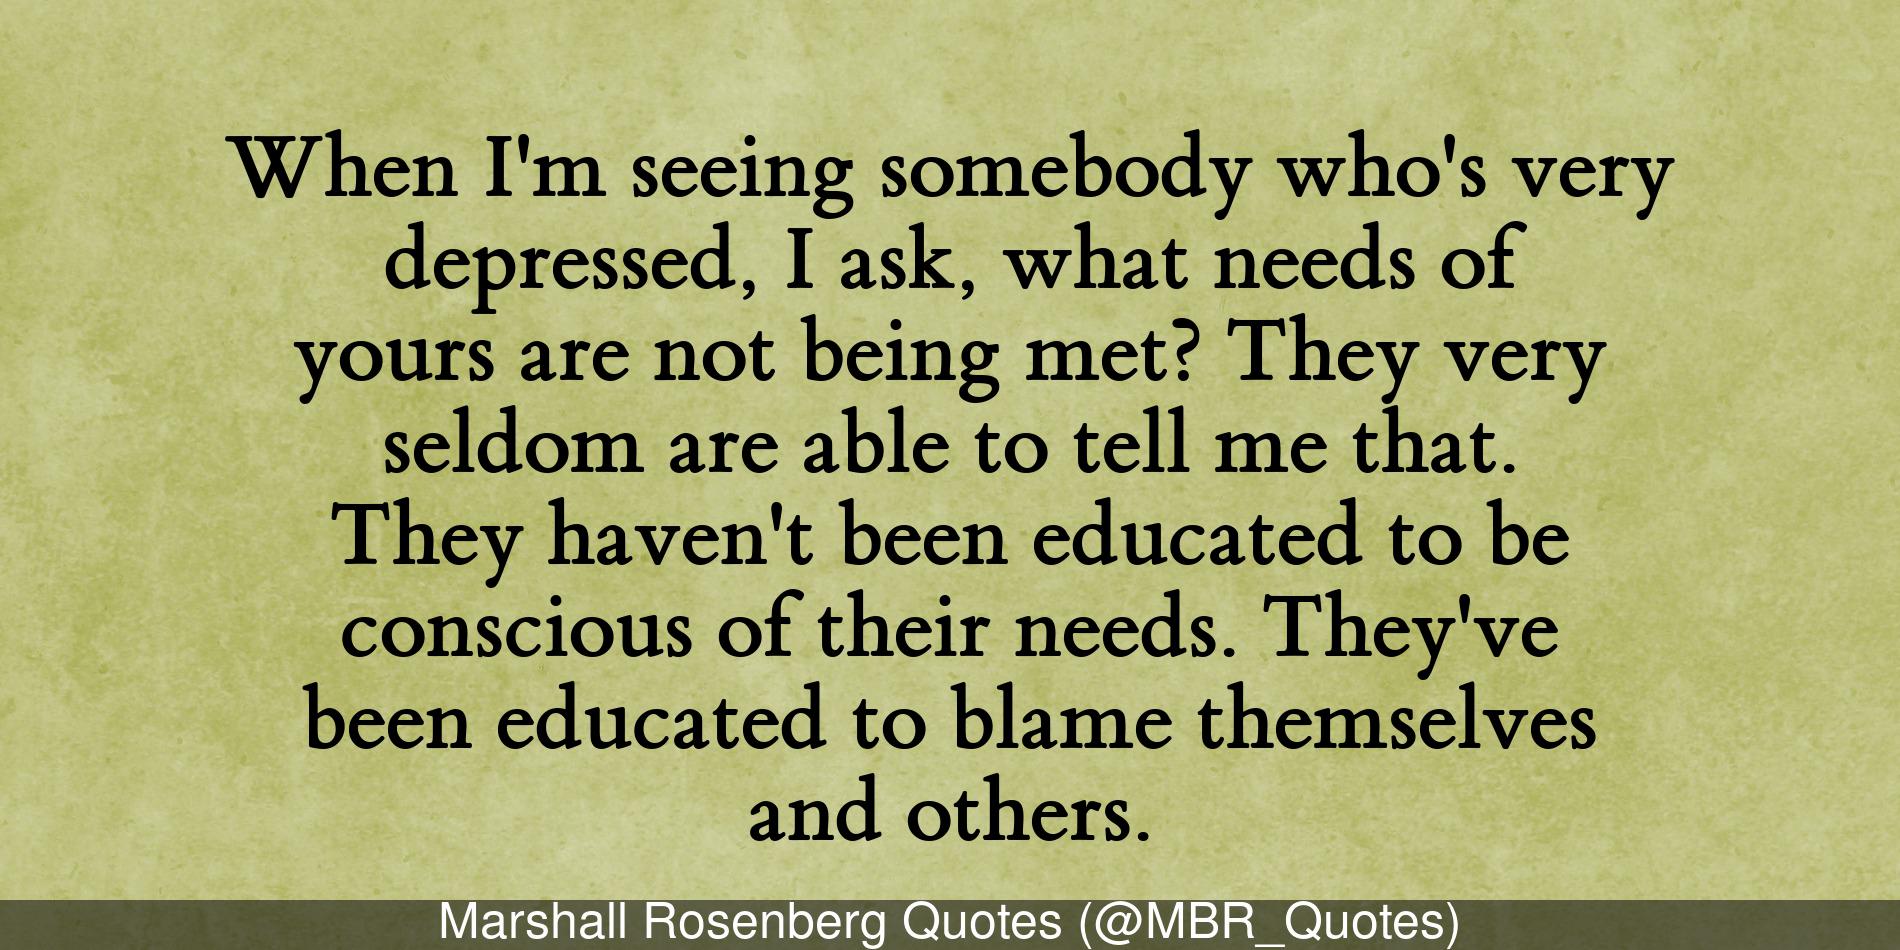 When I'm seeing somebody who's very
depressed, I ask, what needs of
yours are not being met? They very
seldom are able to tell me that.
They haven't been educated to be
conscious of their needs. They've
been educated to blame themselves
and others.
Marshall Rosenberg Quotes (@MBR_Quotes)